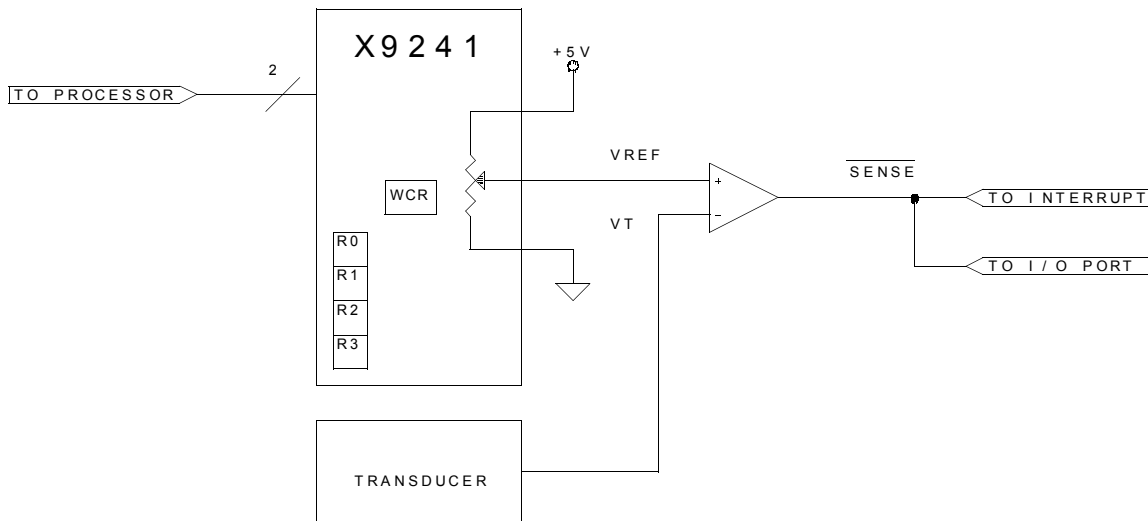 X9241
+5V
2
TO PROCESSOR
VREF
SENSE
+
WCR
TO INTERRUPT
VT
-
R0
TO I/O PORT
R1
R2
R3
TRANSDUCER